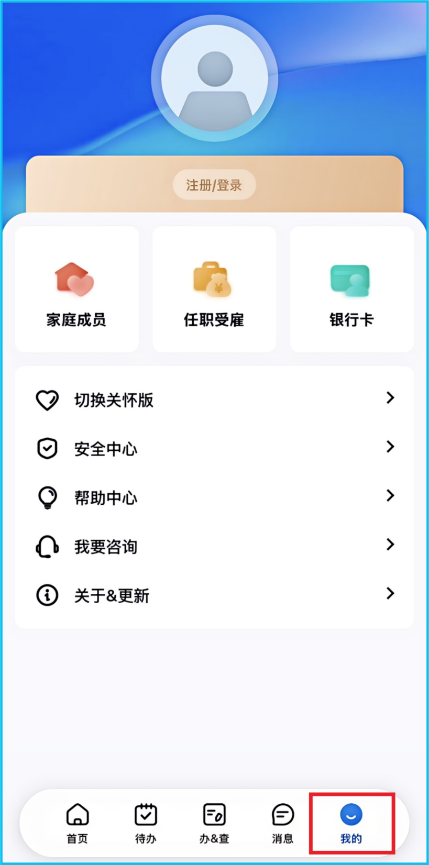 注册/登录
家庭成员 任职受雇 银行卡
切换关怀版
安全中心
帮助中心
我要咨询
关于&更新
首页 待办 办&查 消息 我的